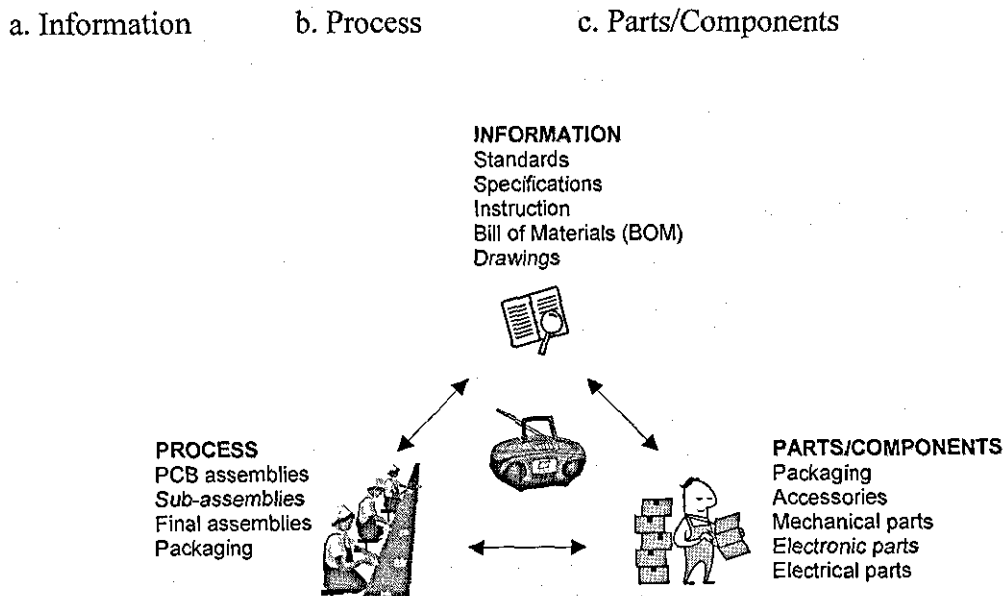 a. Information b. Process c. Parts/Components
INFORMATION
Standards
Specifications
Instruction
Bill of Materials (BOM)
Drawings
PROCESS
PCB assemblies
Sub-assemblies
Final assemblies
Packaging
PARTS/COMPONENTS
Packaging
Accessories
Mechanical parts
Electronic parts
Electrical parts